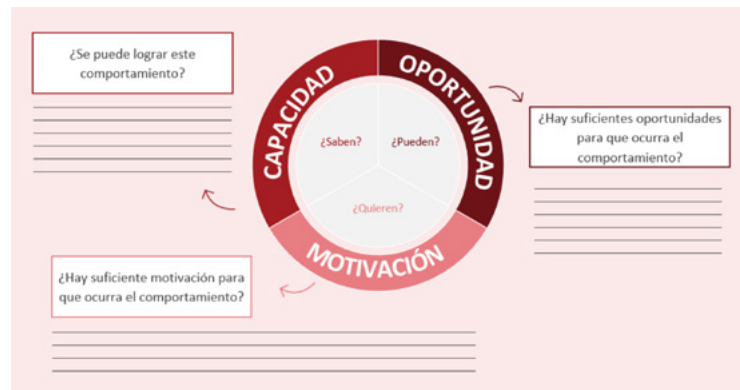 ¿Se puede lograr este
comportamiento?
CAPACIDAD
OPORTUNIDAD
¿Saben?
¿Pueden?
¿Quieren?
MOTIVACIÓN
¿Hay suficientes oportunidades
para que ocurra el
comportamiento?
¿Hay suficiente motivación para
que ocurra el comportamiento?